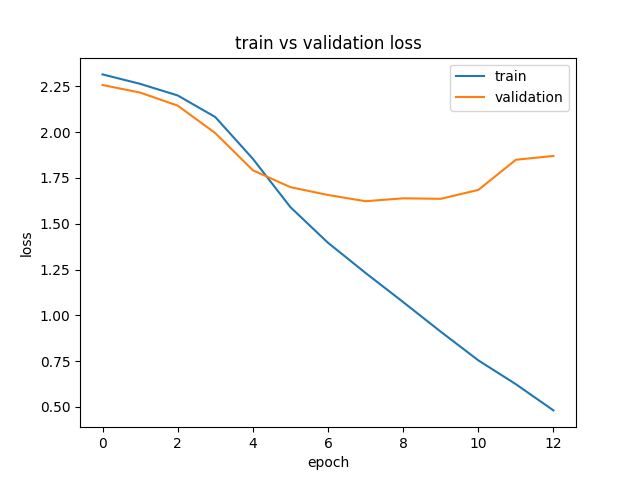 train vs validation loss
train
validation
2.25
2.00
1.75
1.50
1.25
1.00
0.75
0.50
loss
0 2 4 6 8 10 12
epoch